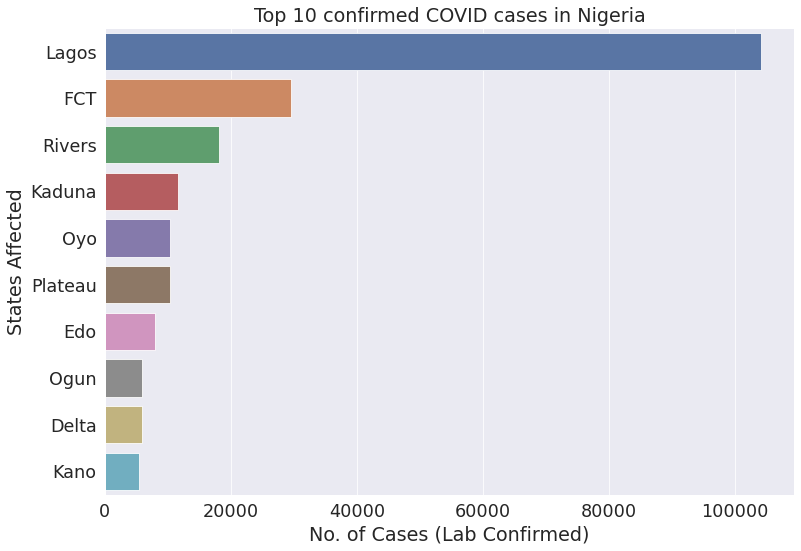 Top 10 confirmed COVID cases in Nigeria
States Affected
Lagos
FCT
Rivers
Kaduna
Oyo
Plateau
Edo
Ogun
Delta
Kano
0 20000 40000 60000 80000 100000
No. of Cases (Lab Confirmed)